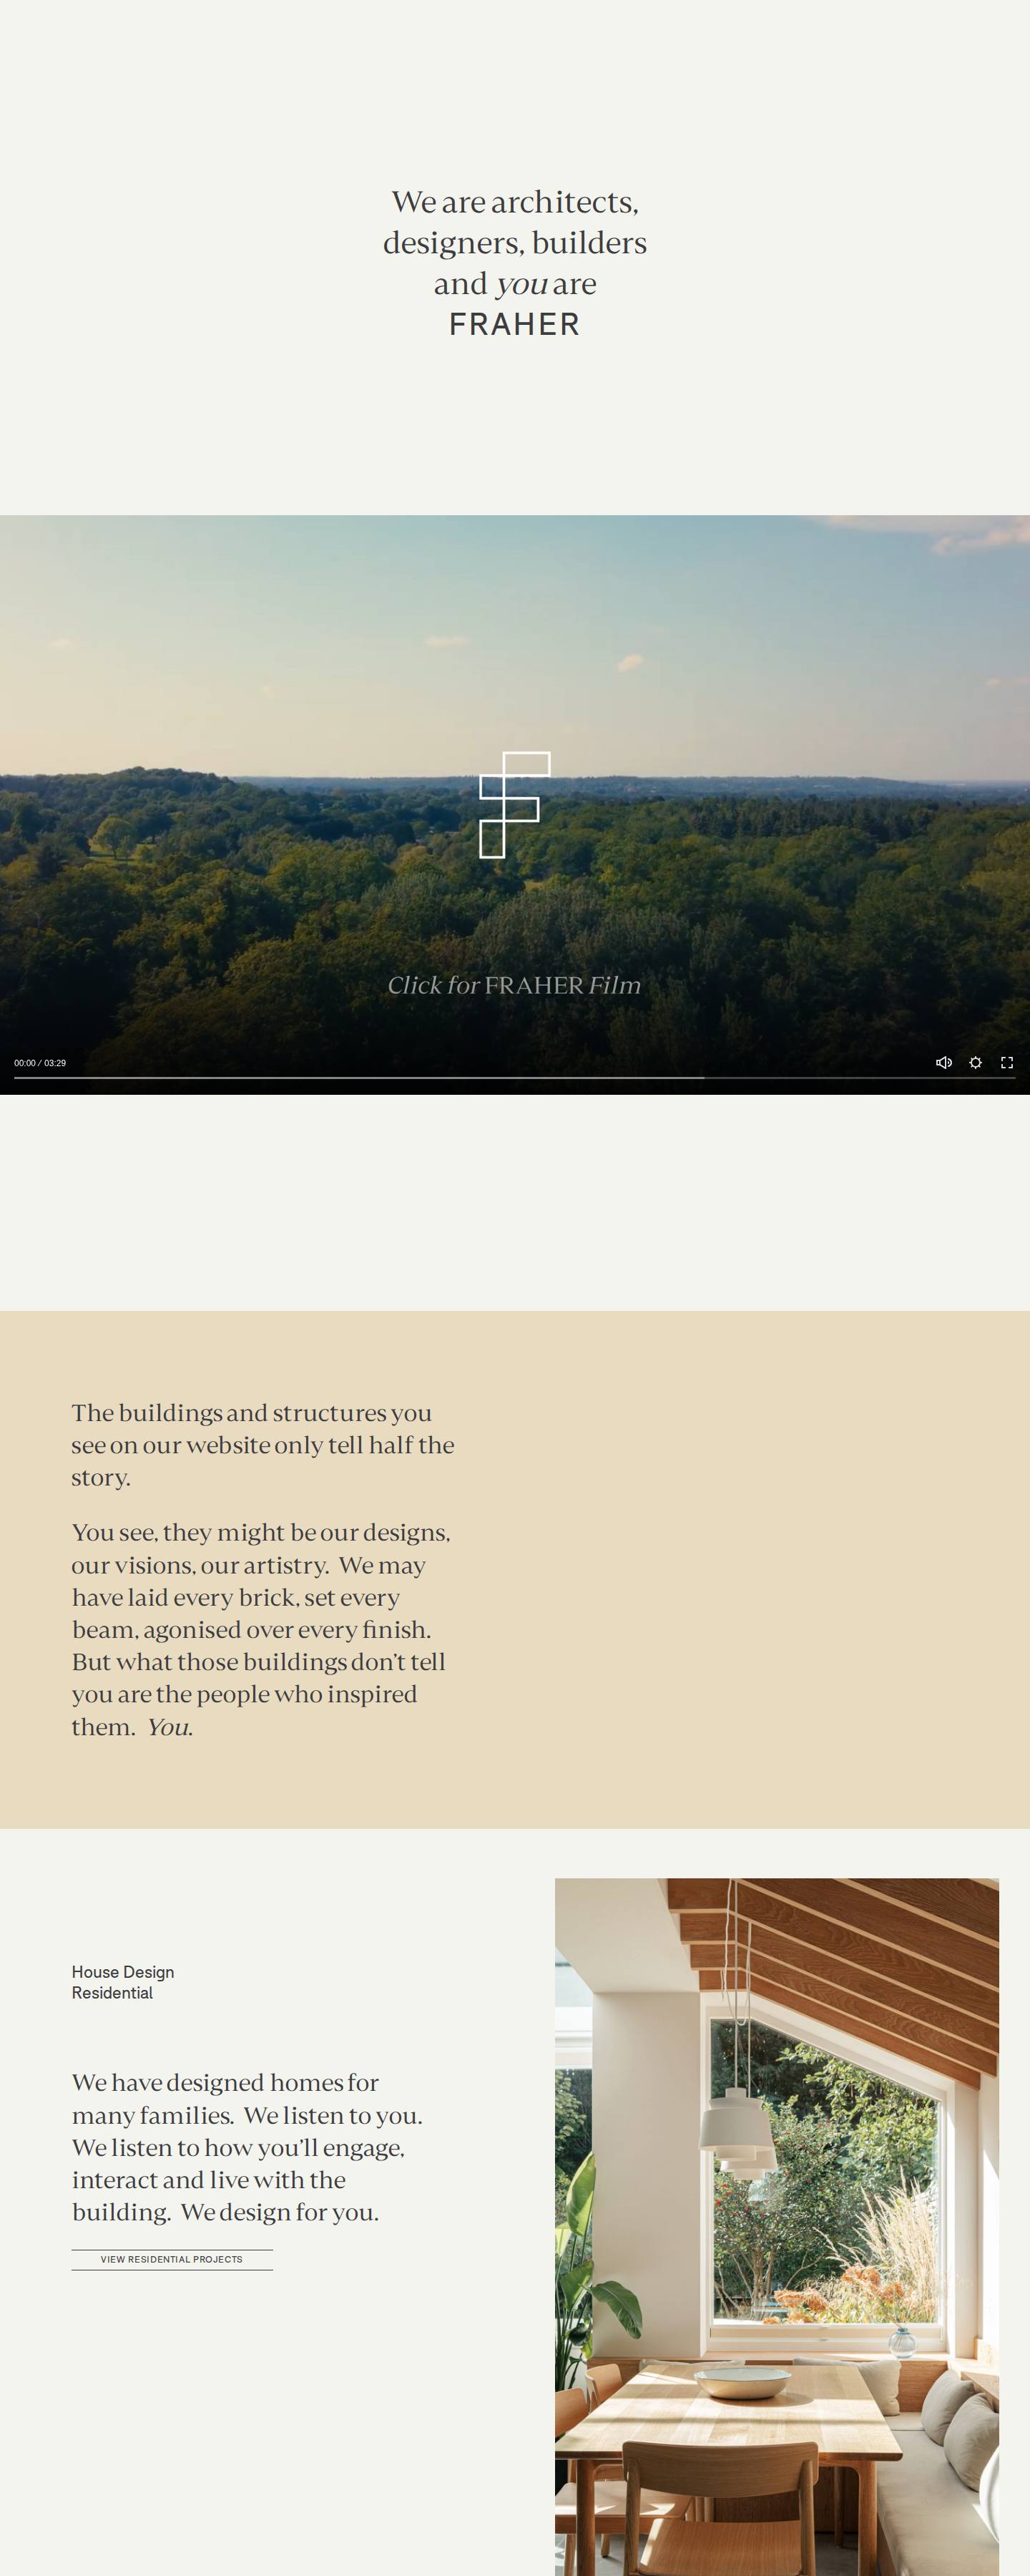 We are architects,
designers, builders
and you are
FRAHER
Click for FRAHER Film
00:00 / 03:29
The buildings and structures you
see on our website only tell half the
story.
You see, they might be our designs,
our visions, our artistry.  We may
have laid every brick, set every
beam, agonised over every finish.
But what those buildings don’t tell
you are the people who inspired
them.  You.
House Design
Residential
We have designed homes for
many families.  We listen to you.
We listen to how you’ll engage,
interact and live with the
building.  We design for you.
VIEW RESIDENTIAL PROJECTS